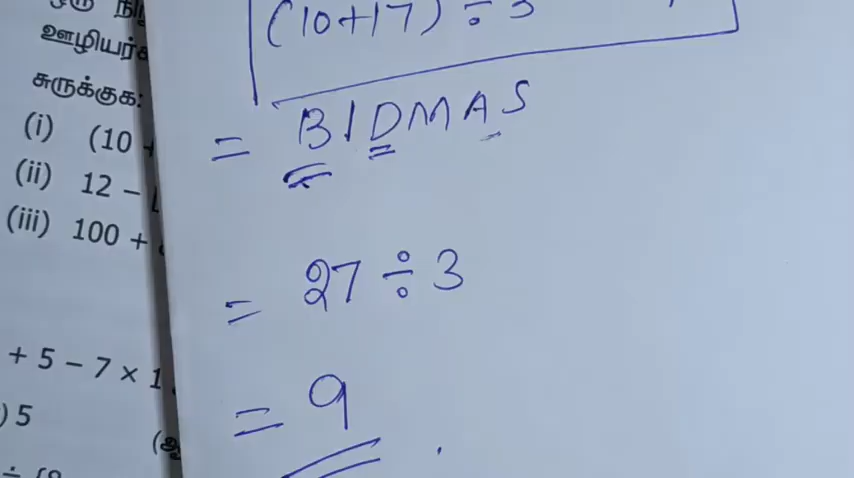 ஊழியர்க
சுருக்குக:
(i) (10 +
(ii) 12 –
(iii) 100 +
+ 5 – 7 × 1
) 5
(10+17) ÷ 3
= BIDMAS
= 27 ÷ 3
= 9